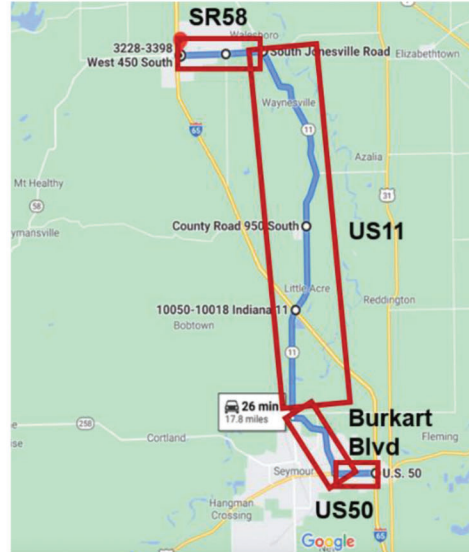 SR58
Walesboro
3228-3398
West 450 South
South Jonesville Road
Elizabethtown
Waynesville
65
11
Azalia
Mt Healthy
31
58
ymansville
County Road 950 South
US11
Little Acre
10050-10018 Indiana 11
Reddington
Bobtown
11
65
26 min
17.8 miles
Burkart
Blvd
258
Cortland
Fleming
se
Seymour
U.S. 50
US50
Hangman
Crossing
Google